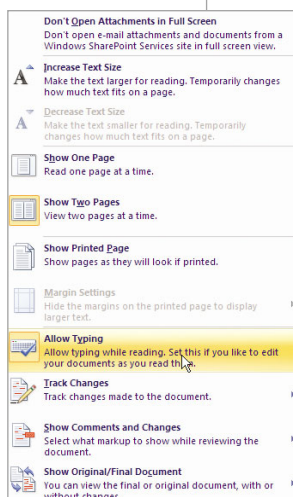 Don't Open Attachments in Full Screen
Don't open e-mail attachments and documents from a
Windows SharePoint Services site in full screen view.
Increase Text Size
Make the text larger for reading. Temporarily changes
how much text fits on a page.
Decrease Text Size
Make the text smaller for reading. Temporarily
changes how much text fits on a page.
Show One Page
Read one page at a time.
Show Two Pages
View two pages at a time.
Show Printed Page
Show pages as they will look if printed.
Margin Settings
Hide the margins on the printed page to display
larger text.
Allow Typing
Allow typing while reading. Set this if you like to edit
your documents as you read
Track Changes
Track changes made to the document.
Show Comments and Changes
Select what markup to show while reviewing the
document.
Show Original/Final Document
You can view the final or original document, with or
without changes